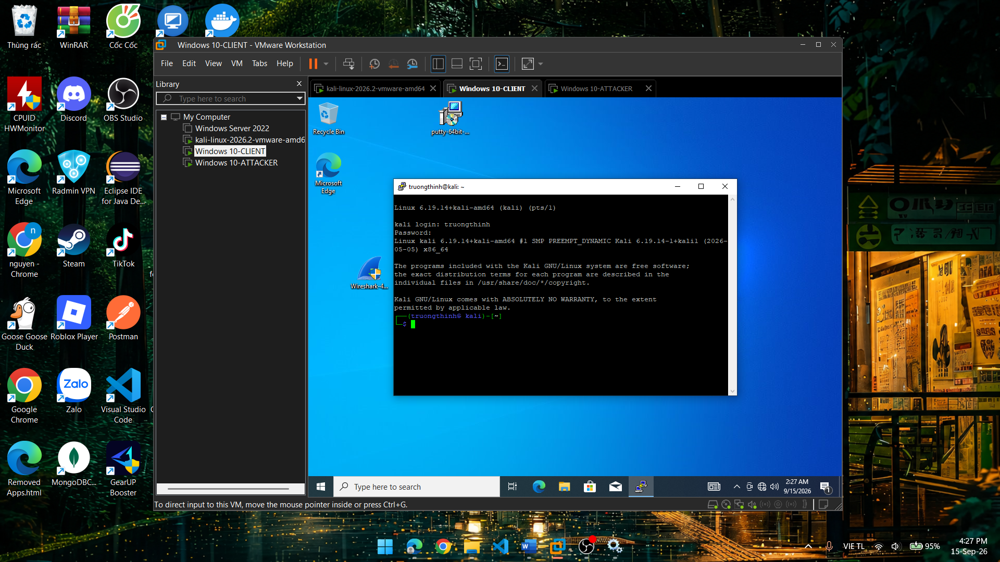 Thùng rác
WinRAR
Cốc Cốc
CPUID
HWMonitor
Discord
OBS Studio
Microsoft
Edge
Radmin VPN
Eclipse IDE
for Java De...
n
nguyen -
Chrome
Steam
TikTok
Goose Goose
Duck
Roblox Player
Postman
Google
Chrome
Zalo
Zalo
Visual Studio
Code
Removed
Apps.html
MongoDBC...
GearUP
Booster
Windows 10-CLIENT - VMware Workstation
File Edit View VM Tabs Help
Library
Type here to search
My Computer
Windows Server 2022
kali-linux-2026.2-vmware-amd6
Windows 10-CLIENT
Windows 10-ATTACKER
kali-linux-2026.2-vmware-amd64
Windows 10-CLIENT
Windows 10-ATTACKER
Recycle Bin
putty-64bit-...
Microsoft
Edge
Wireshark-4...
truongthinh@kali: ~
Linux 6.19.14+kali-amd64 (kali) (pts/1)
kali login: truongthinh
Password:
Linux kali 6.19.14+kali-amd64 #1 SMP PREEMPT_DYNAMIC Kali 6.19.14-1+kali1 (2026-
05-05) x86_64
The programs included with the Kali GNU/Linux system are free software;
the exact distribution terms for each program are described in the
individual files in /usr/share/doc/*/copyright.
Kali GNU/Linux comes with ABSOLUTELY NO WARRANTY, to the extent
permitted by applicable law.
┌──(truongthinh㉿ kali)-[~]
└─$
Type here to search
2:27 AM
9/15/2026
1
To direct input to this VM, move the mouse pointer inside or press Ctrl+G.
VIE TL
95%
4:27 PM
15-Sep-26